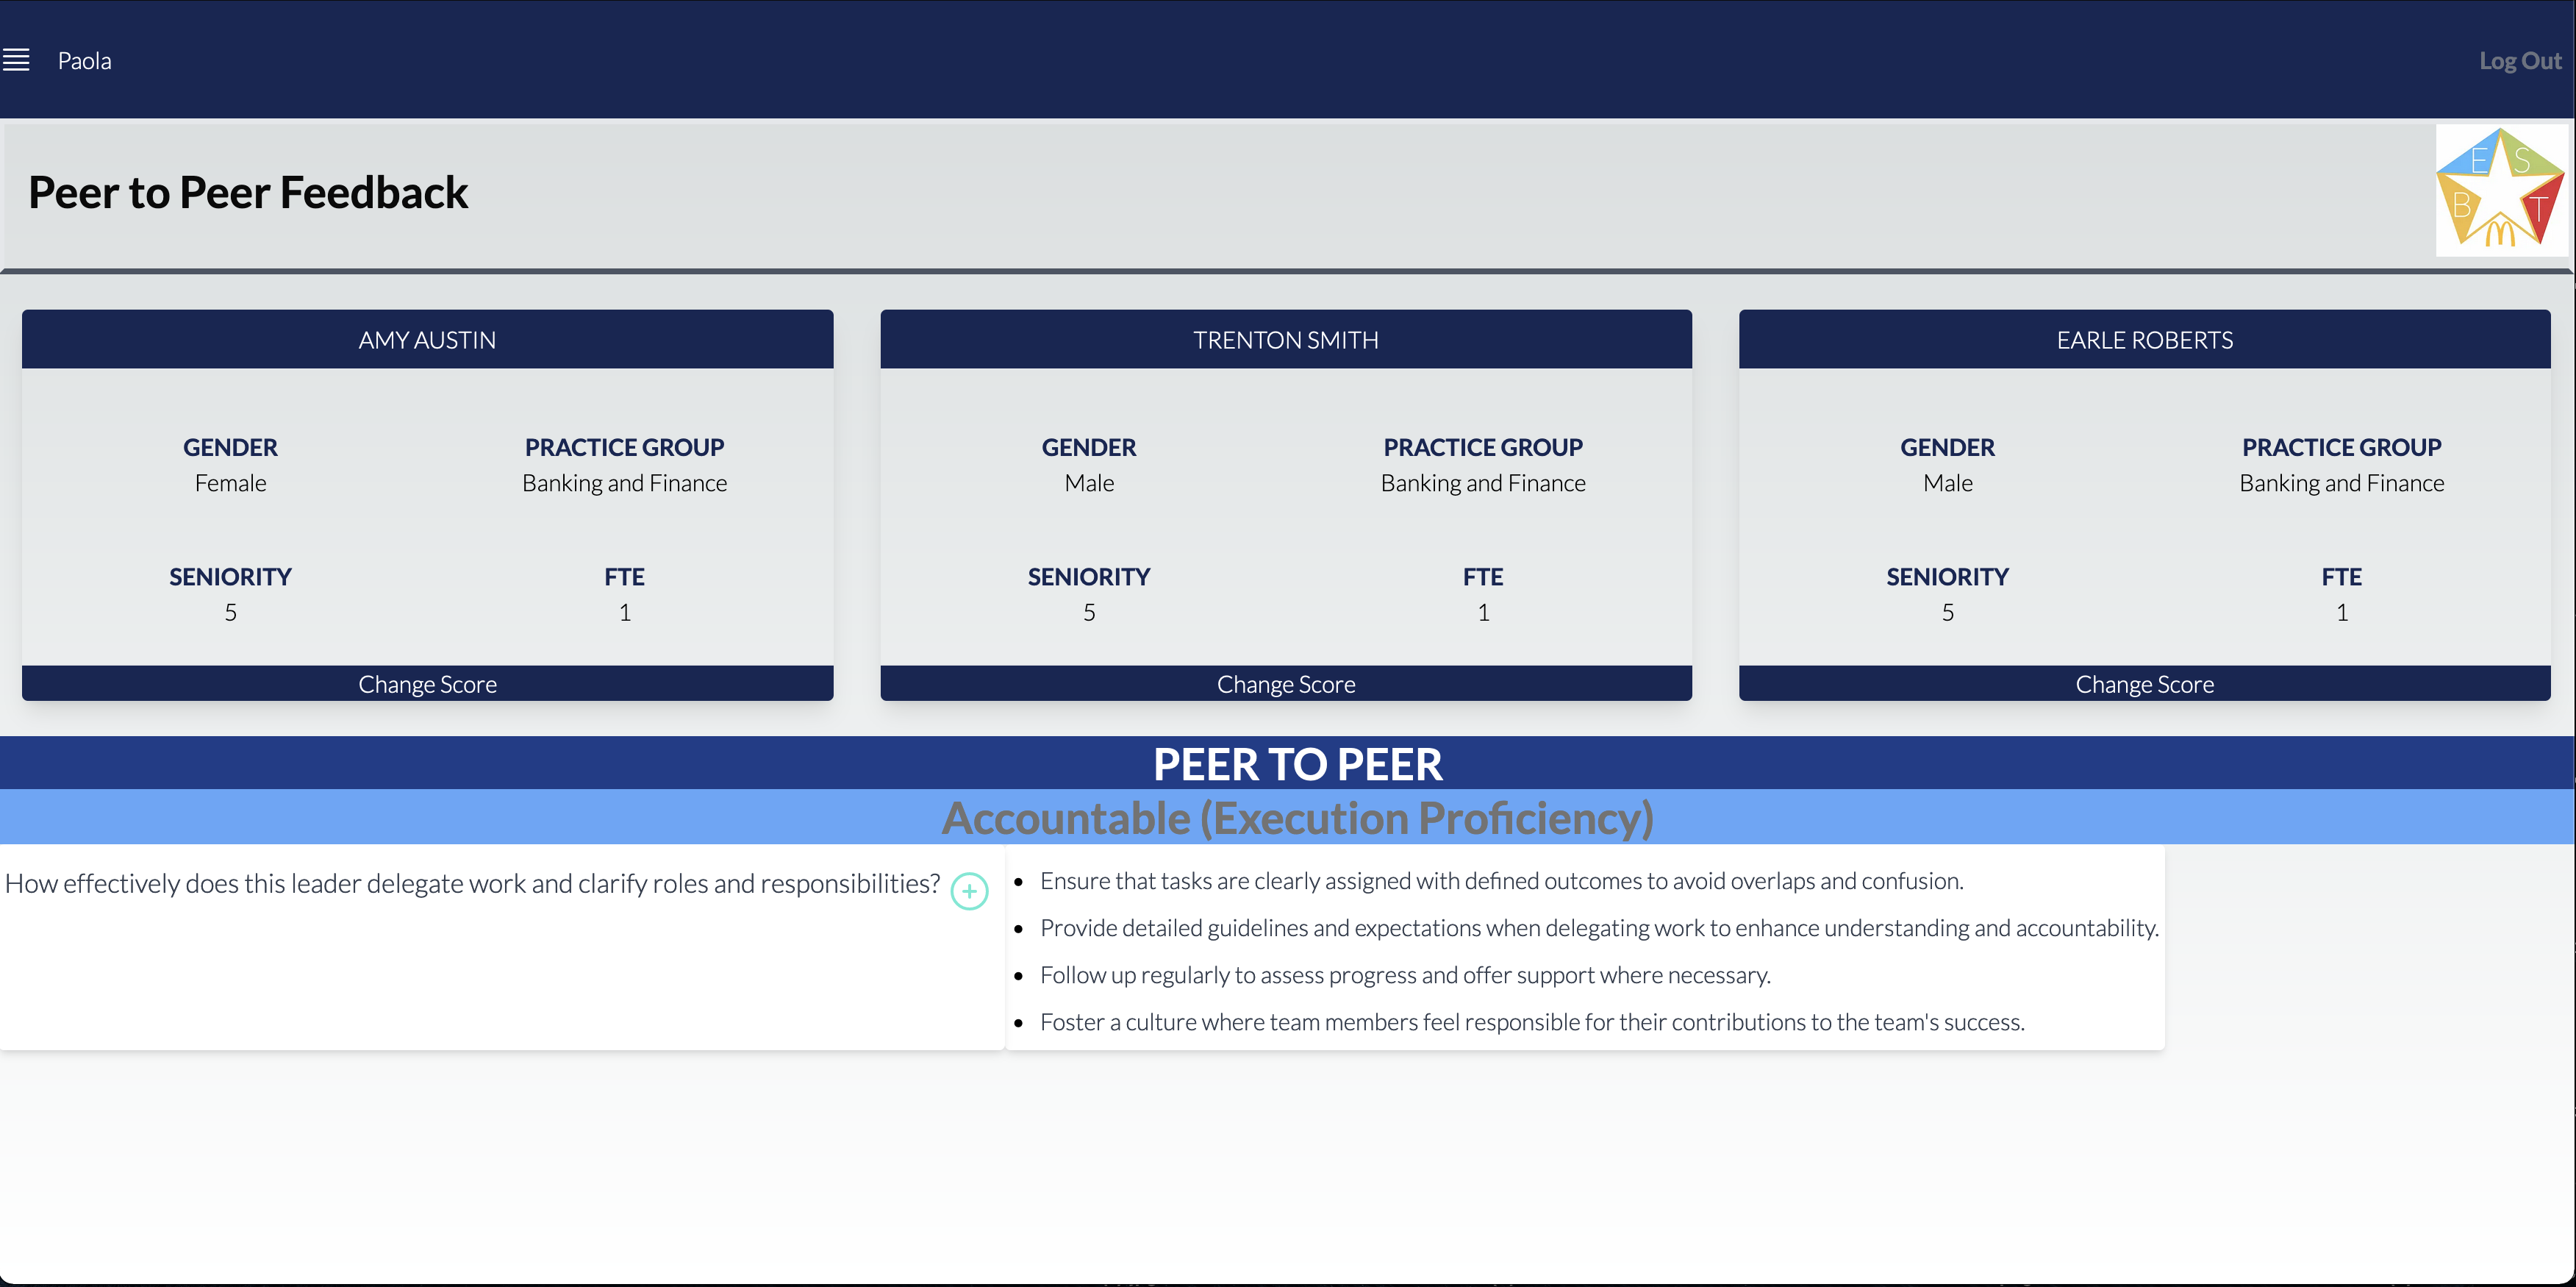 Paola
Log Out
Peer to Peer Feedback
E S
B T
AMY AUSTIN
GENDER PRACTICE GROUP
Female Banking and Finance
SENIORITY FTE
5 1
Change Score
TRENTON SMITH
GENDER PRACTICE GROUP
Male Banking and Finance
SENIORITY FTE
5 1
Change Score
EARLE ROBERTS
GENDER PRACTICE GROUP
Male Banking and Finance
SENIORITY FTE
5 1
Change Score
PEER TO PEER
Accountable (Execution Proficiency)
How effectively does this leader delegate work and clarify roles and responsibilities?
• Ensure that tasks are clearly assigned with defined outcomes to avoid overlaps and confusion.
• Provide detailed guidelines and expectations when delegating work to enhance understanding and accountability.
• Follow up regularly to assess progress and offer support where necessary.
• Foster a culture where team members feel responsible for their contributions to the team's success.